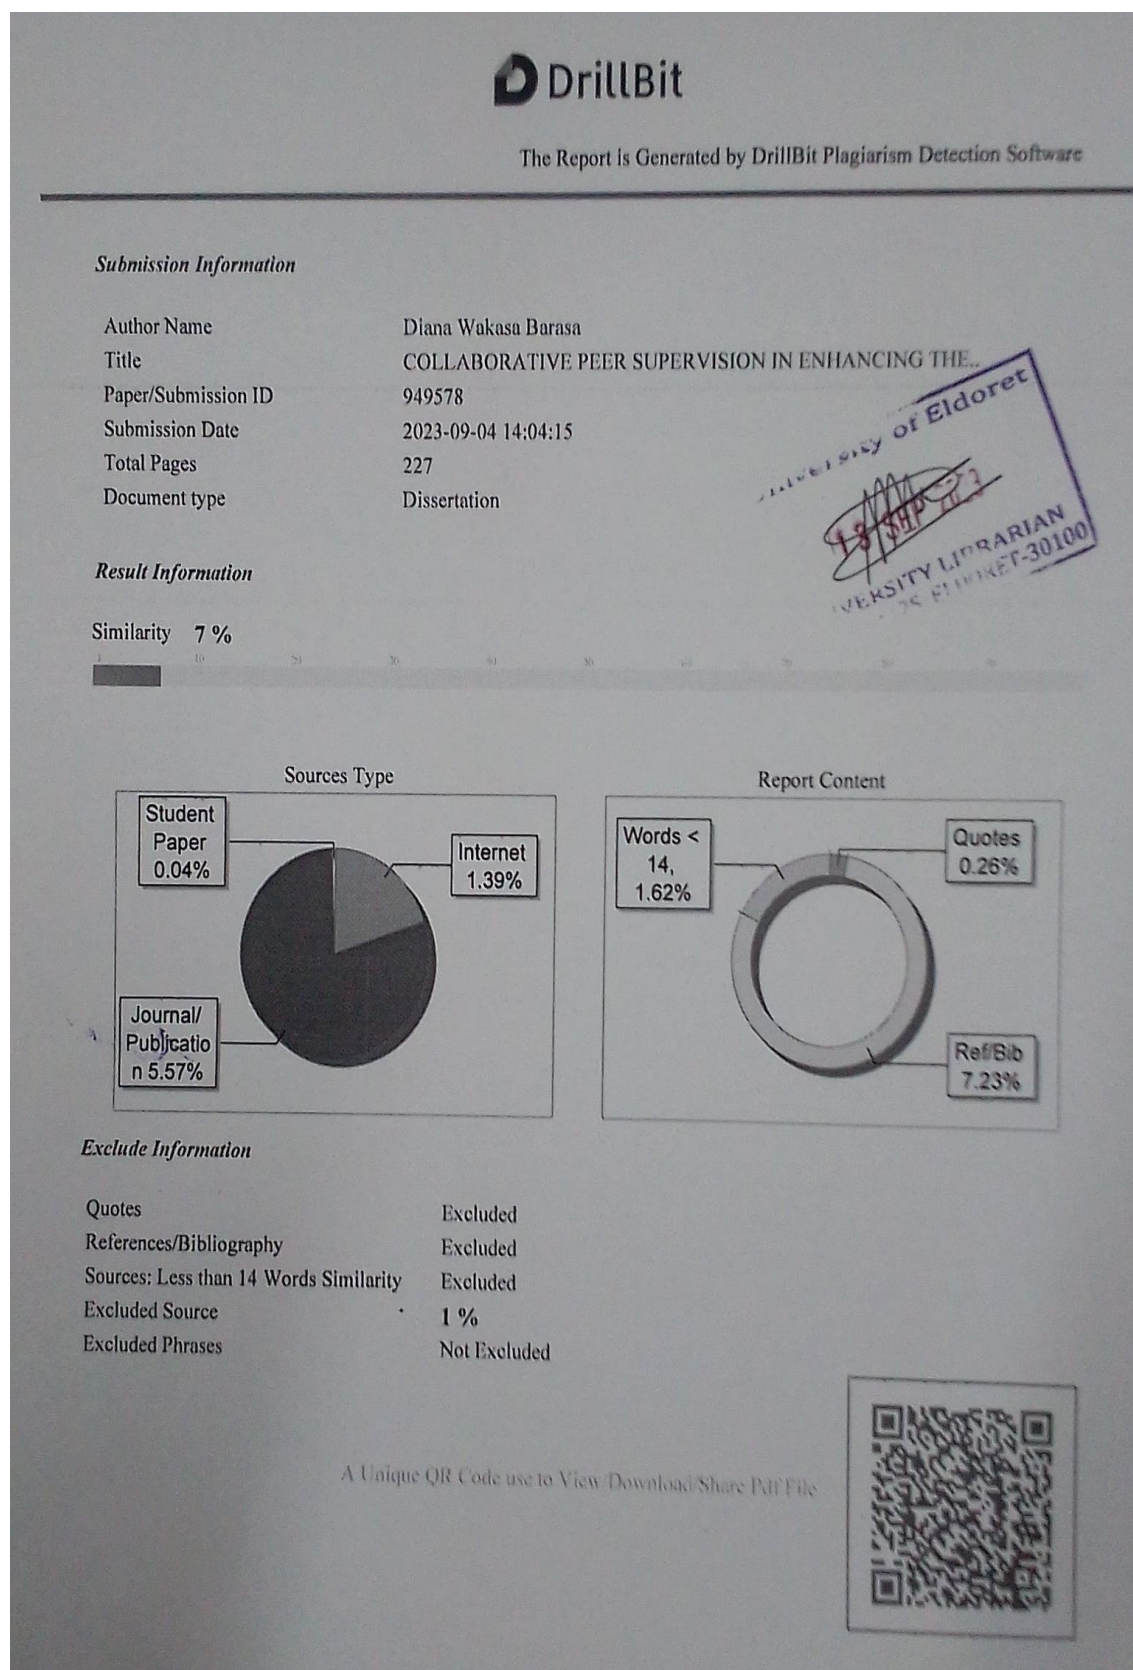 DrillBit
The Report is Generated by DrillBit Plagiarism Detection Software
Submission Information
Author Name Diana Wakasa Barasa
Title COLLABORATIVE PEER SUPERVISION IN ENHANCING THE..
Paper/Submission ID 949578
Submission Date 2023-09-04 14:04:15
Total Pages 227
Document type Dissertation
of Eldoret
LIBRARIAN
-30100
Result Information
Similarity 7 %
10
Sources Type
Student
Paper
0.04%
Internet
1.39%
Journal/
Publicatio
n 5.57%
Report Content
Words <
14,
1.62%
Quotes
0.26%
Ref/Bib
7.23%
Exclude Information
Quotes Excluded
References/Bibliography Excluded
Sources: Less than 14 Words Similarity Excluded
Excluded Source 1 %
Excluded Phrases Not Excluded
A Unique QR Code use to View/Download/Share Pdf File